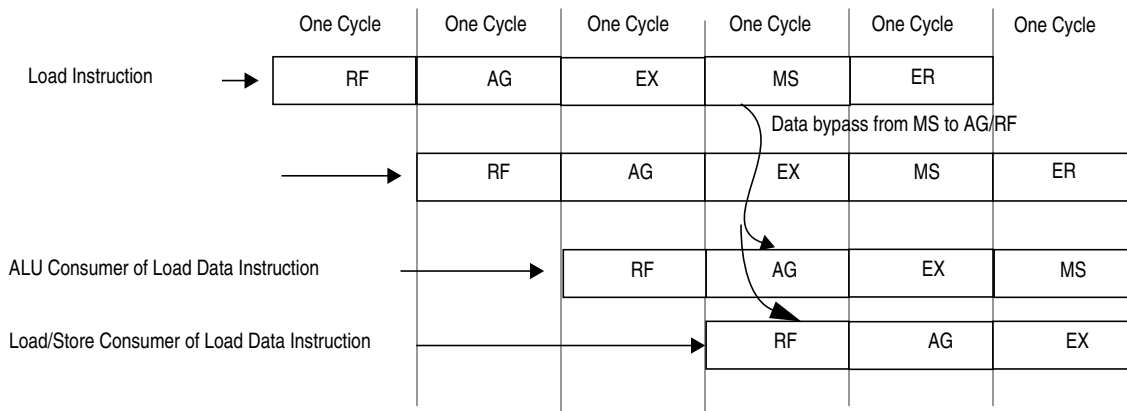 One Cycle One Cycle One Cycle One Cycle One Cycle One Cycle
Load Instruction RF AG EX MS ER
Data bypass from MS to AG/RF
RF AG EX MS ER
ALU Consumer of Load Data Instruction RF AG EX MS
Load/Store Consumer of Load Data Instruction RF AG EX